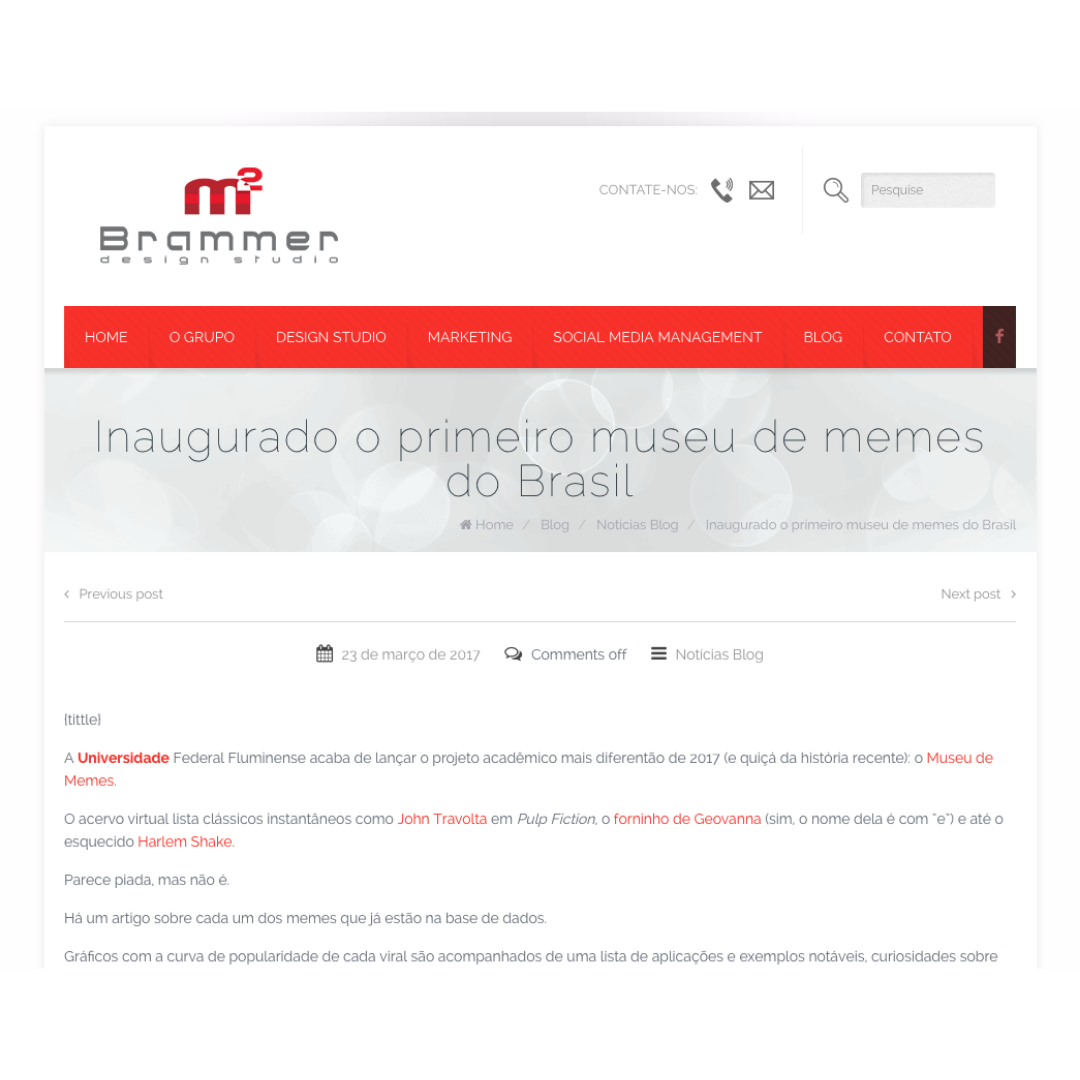 m²
Brammer
design studio
CONTATE-NOS:
Pesquise
HOME O GRUPO DESIGN STUDIO MARKETING SOCIAL MEDIA MANAGEMENT BLOG CONTATO f
Inaugurado o primeiro museu de memes
do Brasil
Home / Blog / Noticias Blog / Inaugurado o primeiro museu de memes do Brasil
‹ Previous post
Next post ›
23 de março de 2017 Comments off Noticias Blog
{tittle}
A Universidade Federal Fluminense acaba de lançar o projeto acadêmico mais diferentão de 2017 (e quiçá da história recente): o Museu de
Memes.
O acervo virtual lista clássicos instantâneos como John Travolta em Pulp Fiction, o forninho de Geovanna (sim, o nome dela é com “e”) e até o
esquecido Harlem Shake.
Parece piada, mas não é.
Há um artigo sobre cada um dos memes que já estão na base de dados.
Gráficos com a curva de popularidade de cada viral são acompanhados de uma lista de aplicações e exemplos notáveis, curiosidades sobre